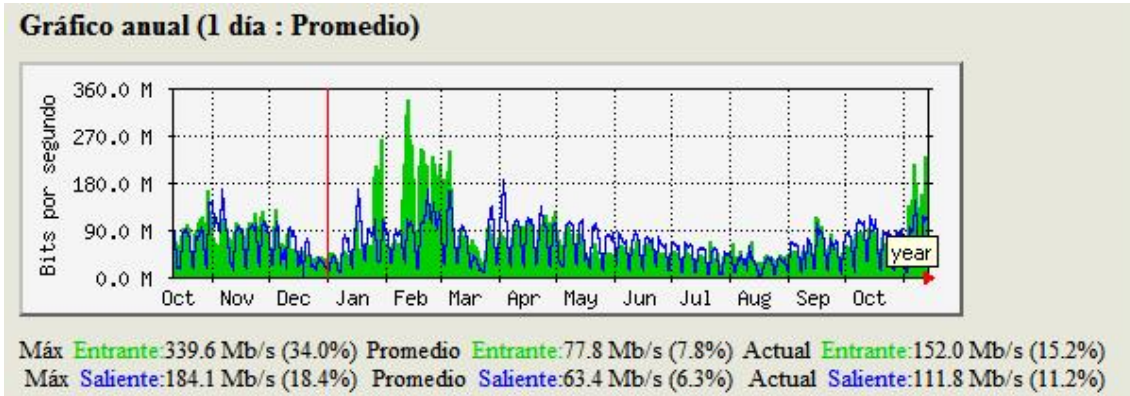 Gráfico anual (1 día : Promedio)
Bits por segundo
360.0 M
270.0 M
180.0 M
90.0 M
0.0 M
Oct Nov Dec Jan Feb Mar Apr May Jun Jul Aug Sep Oct
year
Máx Entrante:339.6 Mb/s (34.0%) Promedio Entrante:77.8 Mb/s (7.8%) Actual Entrante:152.0 Mb/s (15.2%)
Máx Saliente:184.1 Mb/s (18.4%) Promedio Saliente:63.4 Mb/s (6.3%) Actual Saliente:111.8 Mb/s (11.2%)